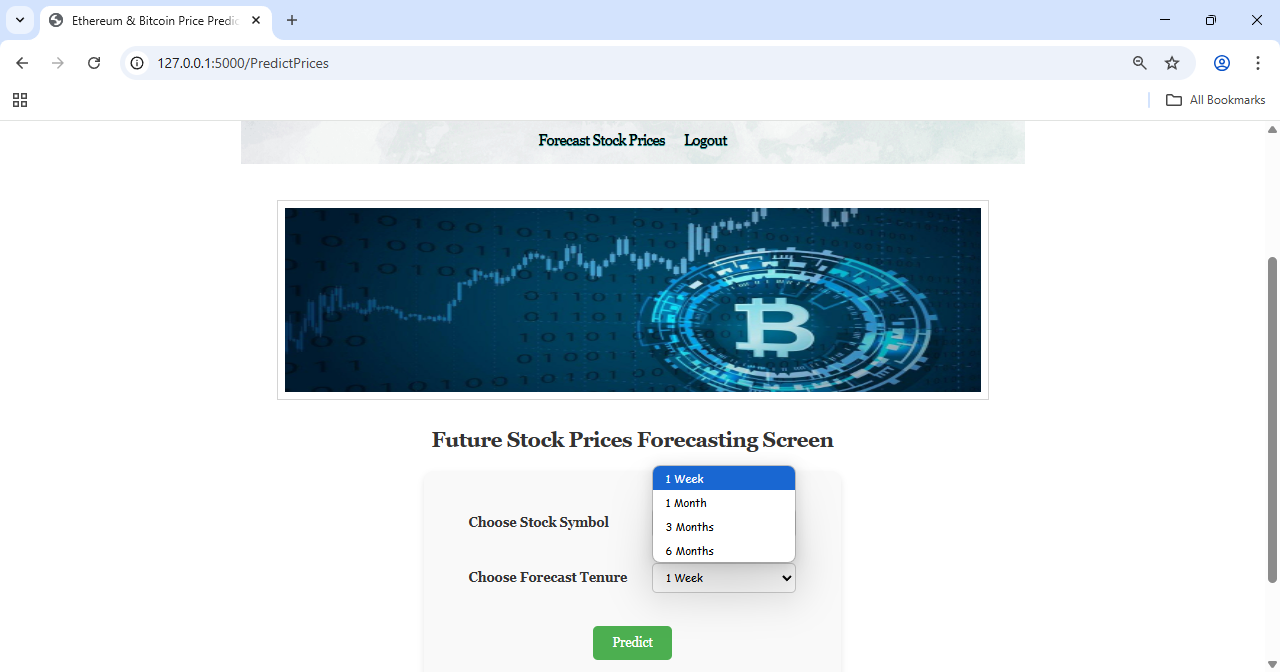 Ethereum & Bitcoin Price Predic
127.0.0.1:5000/PredictPrices
All Bookmarks
Forecast Stock Prices Logout
Future Stock Prices Forecasting Screen
1 Week
1 Month
Choose Stock Symbol
3 Months
6 Months
Choose Forecast Tenure 1 Week
Predict